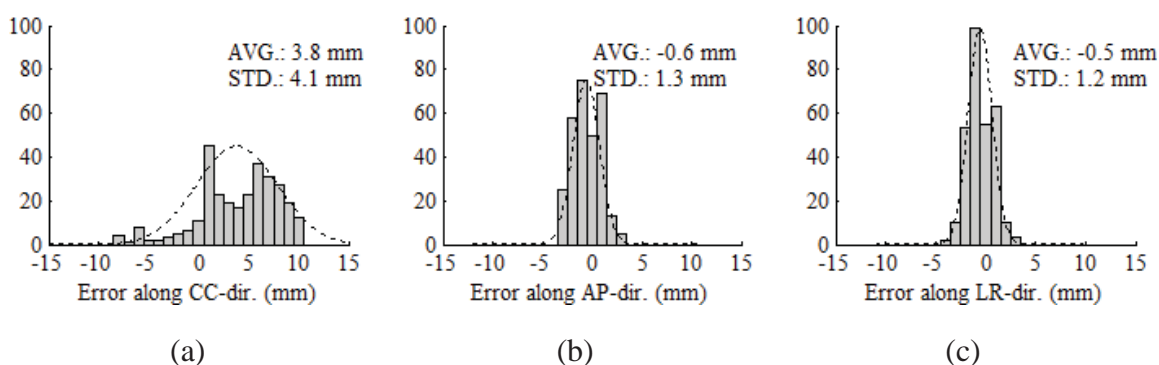 100
80
60
40
20
0
-15 -10 -5 0 5 10 15
AVG.: 3.8 mm
STD.: 4.1 mm
Error along CC-dir. (mm)
(a)
100
80
60
40
20
0
-15 -10 -5 0 5 10 15
AVG.: -0.6 mm
STD.: 1.3 mm
Error along AP-dir. (mm)
(b)
100
80
60
40
20
0
-15 -10 -5 0 5 10 15
AVG.: -0.5 mm
STD.: 1.2 mm
Error along LR-dir. (mm)
(c)